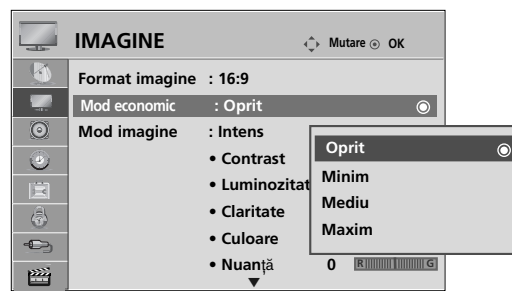 IMAGINE Mutare OK
Format imagine : 16:9
Mod economic : Oprit
Mod imagine : Intens
• Contrast
• Luminozitat
• Claritate
• Culoare
• Nuanță 0 R G
Oprit
Minim
Mediu
Maxim